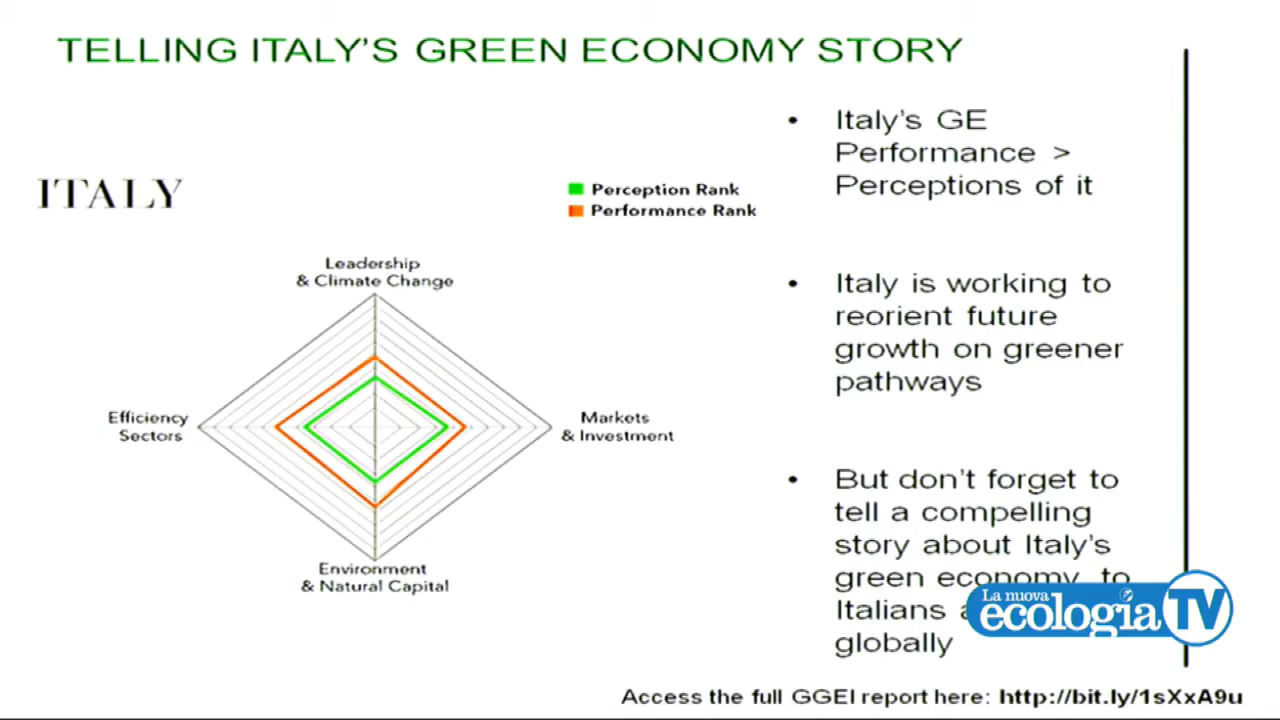 TELLING ITALY'S GREEN ECONOMY STORY
ITALY
Perception Rank
Performance Rank
Leadership
& Climate Change
Efficiency
Sectors
Markets
& Investment
Environment
& Natural Capital
• Italy's GE
Performance >
Perceptions of it
• Italy is working to
reorient future
growth on greener
pathways
• But don't forget to
tell a compelling
story about Italy's
green economy, to
Italians
globally
La nuova
ecologia TV
Access the full GGEI report here: http://bit.ly/1sXxA9u